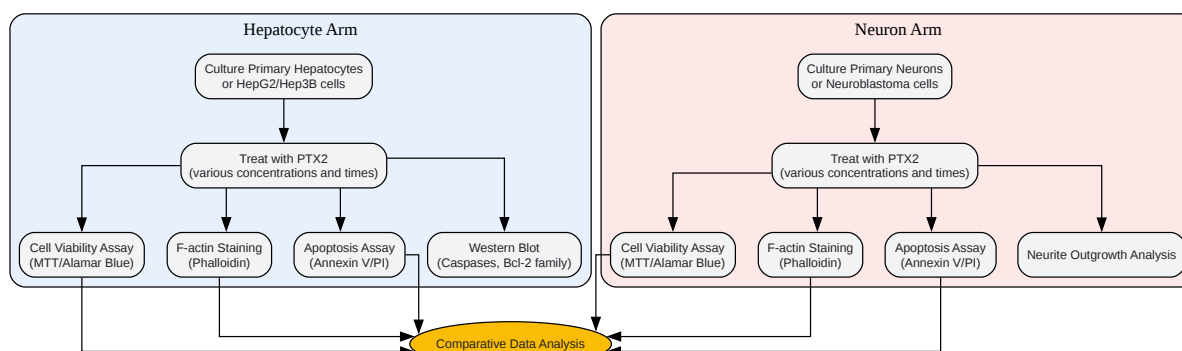 Hepatocyte Arm
Culture Primary Hepatocytes
or HepG2/Hep3B cells
Treat with PTX2
(various concentrations and times)
Cell Viability Assay
(MTT/Alamar Blue)
F-actin Staining
(Phalloidin)
Apoptosis Assay
(Annexin V/PI)
Western Blot
(Caspases, Bcl-2 family)
Neuron Arm
Culture Primary Neurons
or Neuroblastoma cells
Treat with PTX2
(various concentrations and times)
Cell Viability Assay
(MTT/Alamar Blue)
F-actin Staining
(Phalloidin)
Apoptosis Assay
(Annexin V/PI)
Neurite Outgrowth Analysis
Comparative Data Analysis